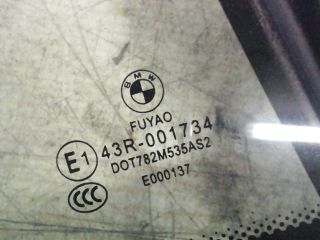 BMW
FUYAO
E1 43R-001734
DOT782M535AS2
CCC
E000137